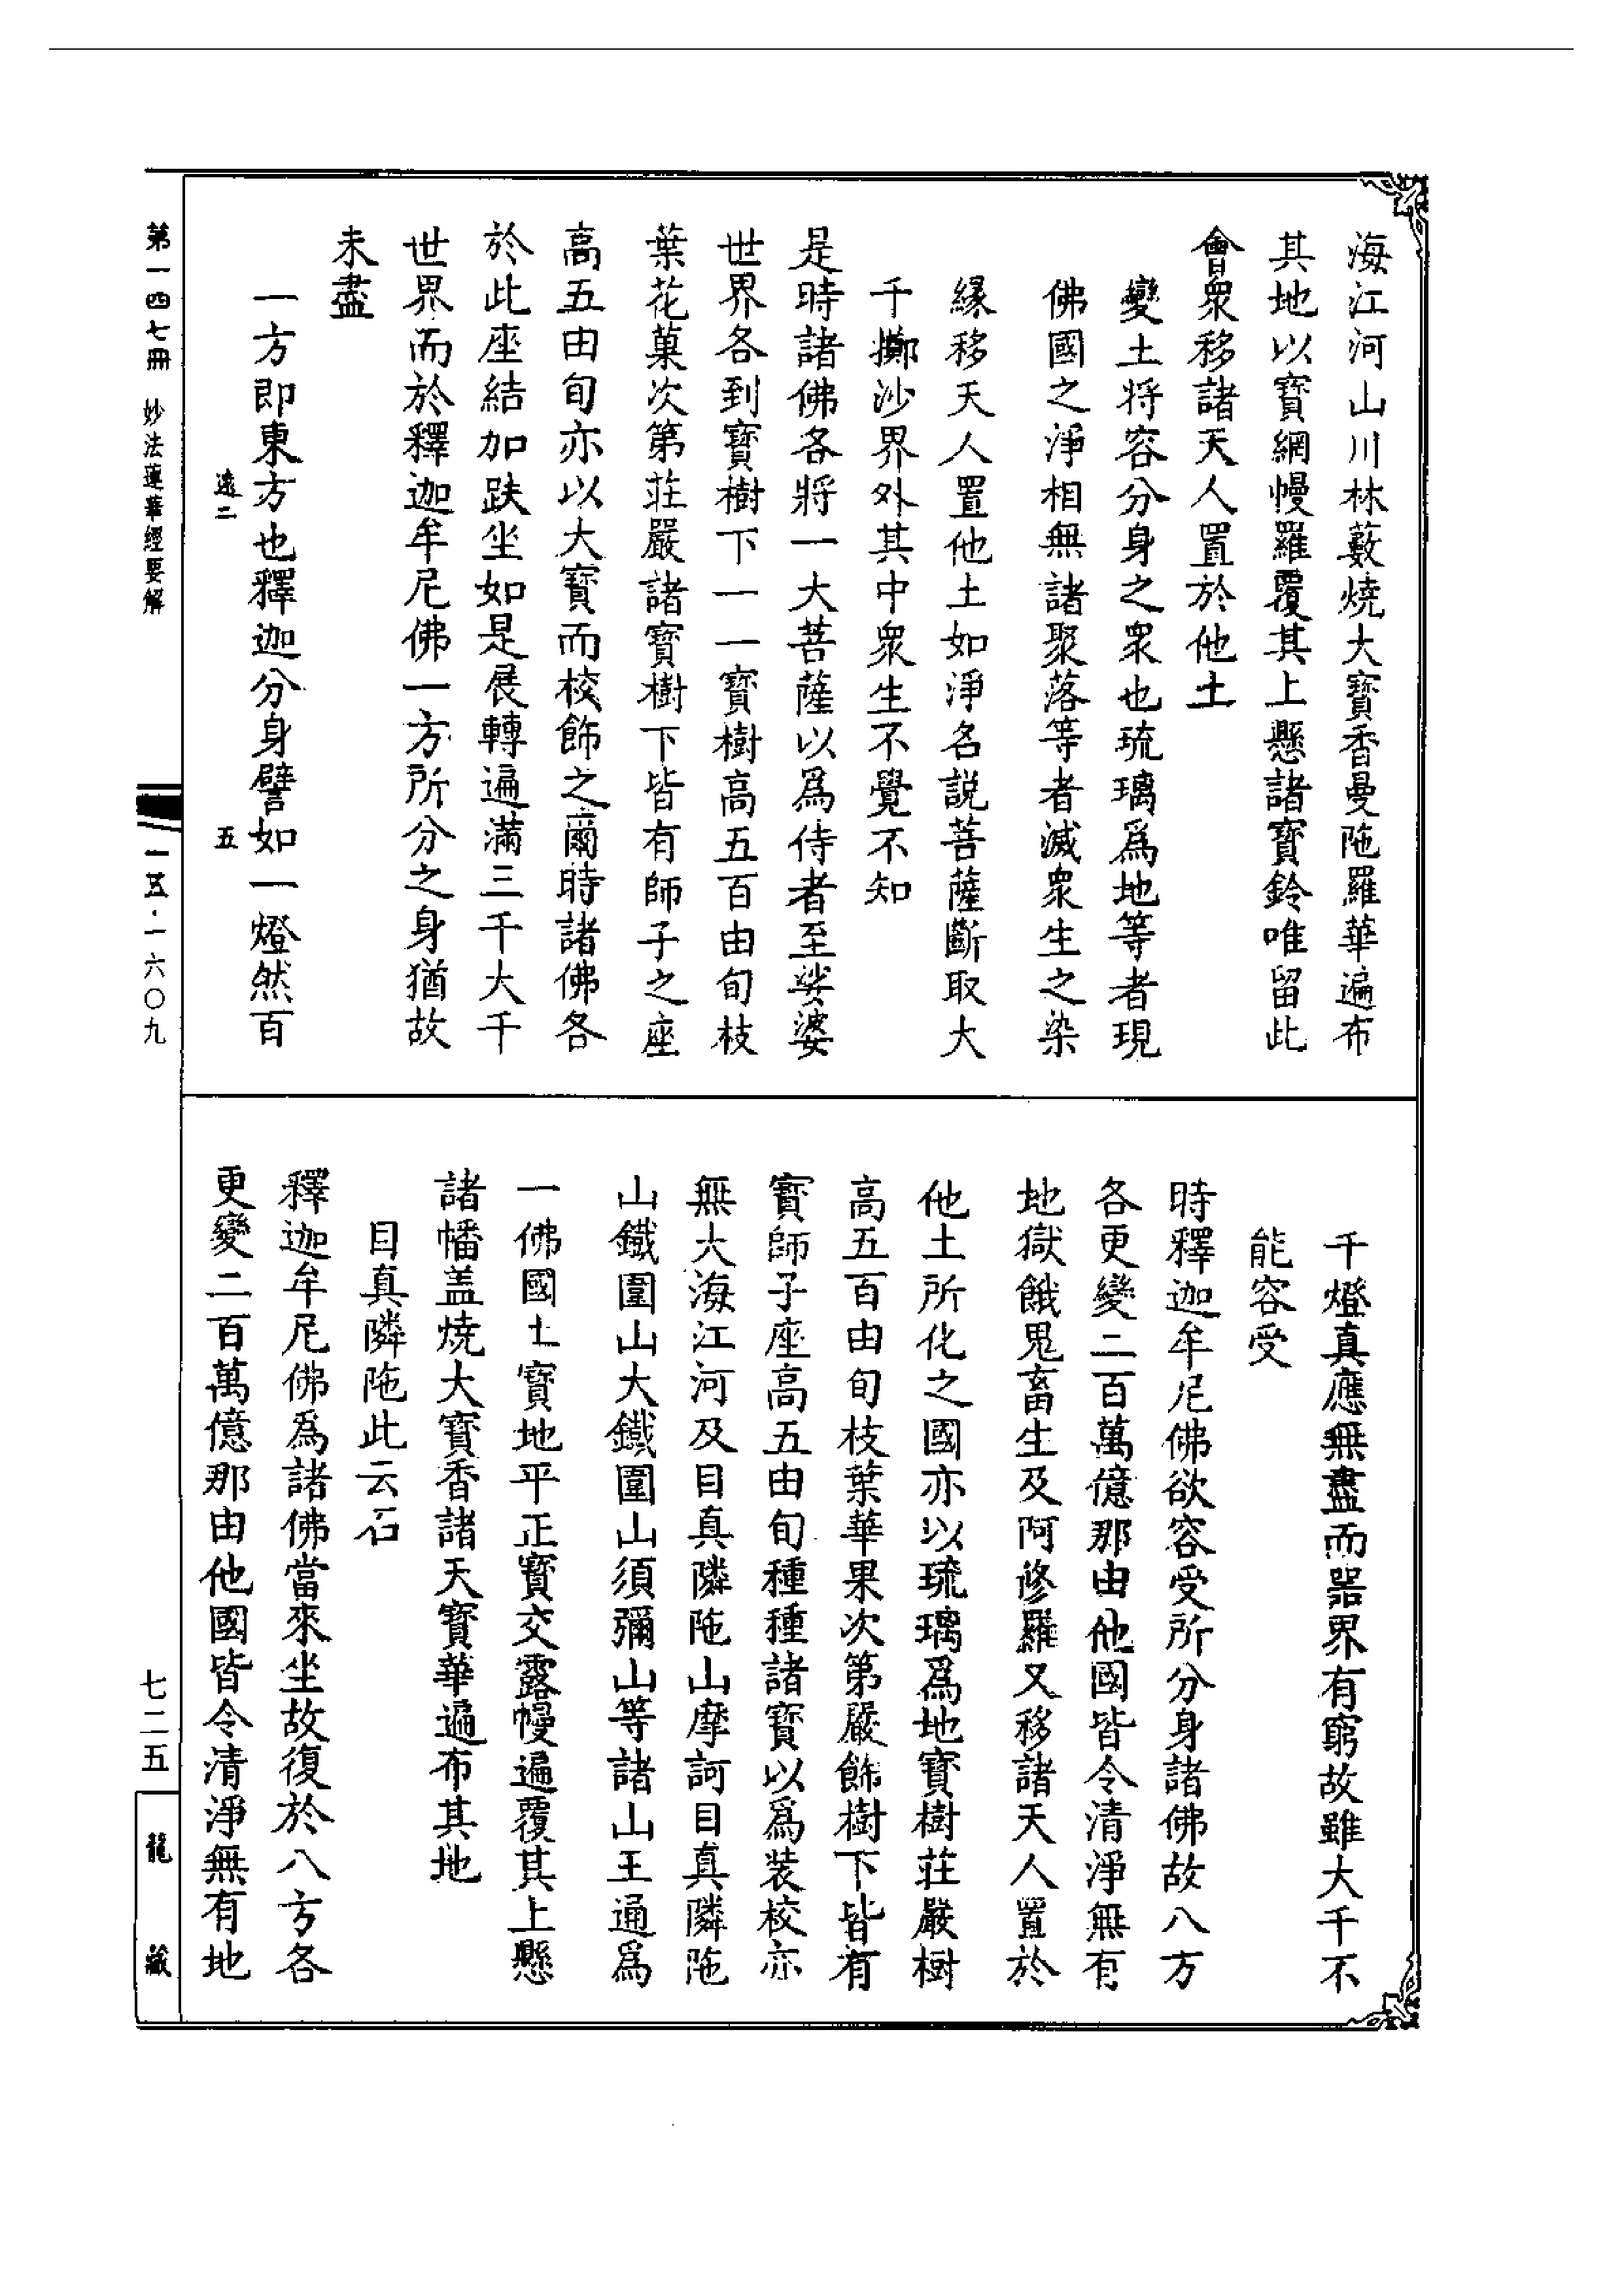 海江河山川林藪燒大寶香曼陁羅華遍布
其地以寶網幔羅覆其上懸諸寶鈴唯留此
會衆移諸天人置於他土
變土将容分身之衆也琉璃爲地等者現
佛國之淨相無諸聚落等者滅衆生之染
縁移天人置他土如淨名説菩薩斷取大
千擲沙界外其中衆生不覺不知
是時諸佛各將一大菩薩以爲侍者至娑婆
世界各到寶樹下一一寶樹高五百由旬枝
葉花菓次第莊嚴諸寶樹下皆有師子之座
高五由旬亦以大寶而校飾之爾時諸佛各
於此座結加趺坐如是展轉遍滿三千大千
世界而於釋迦牟尼佛一方所分之身猶故
未盡
一方即東方也釋迦分身譬如一燈然百
遠二 五
千燈真應無盡而器界有窮故雖大千不
能容受
時釋迦牟尼佛欲容受所分身諸佛故八方
各更變二百萬億那由他國皆令清淨無有
地獄餓鬼畜生及阿修羅又移諸天人置於
他土所化之國亦以琉璃爲地寶樹莊嚴樹
高五百由旬枝葉華果次第嚴飾樹下皆有
寶師子座高五由旬種種諸寶以爲裝校亦
無大海江河及目真隣陁山摩訶目真隣陁
山鐵圍山大鐵圍山須彌山等諸山王通爲
一佛國土寶地平正寶交露幔遍覆其上懸
諸幡盖燒大寶香諸天寶華遍布其地
目真隣陁此云石
釋迦牟尼佛爲諸佛當來坐故復於八方各
更變二百萬億那由他國皆令清淨無有地
第一四七冊 妙法蓮華經要解
一五·一六〇九
七二五
龍藏